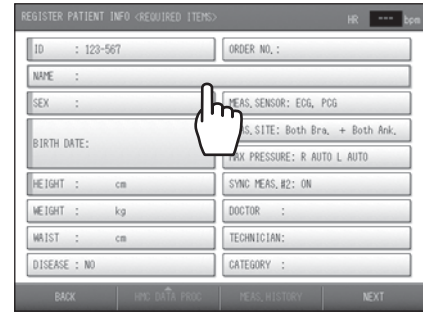 REGISTER PATIENT INFO <REQUIRED ITEMS> HR --- bpm
ID : 123-567 ORDER NO. :
NAME :
SEX : MEAS. SENSOR: ECG, PCG
BIRTH DATE: SITE: Both Bra. + Both Ank.
MAX PRESSURE: R AUTO L AUTO
HEIGHT : cm SYNC MEAS. #2: ON
WEIGHT : kg DOCTOR :
WAIST : cm TECHNICIAN:
DISEASE : NO CATEGORY :
BACK HMC DATA PROC MEAS. HISTORY NEXT